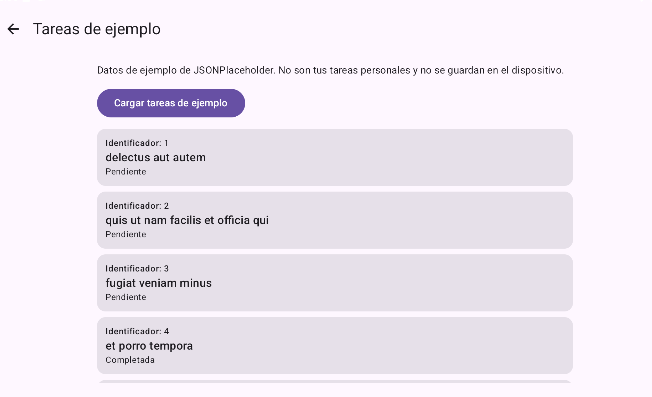 Tareas de ejemplo
Datos de ejemplo de JSONPlaceholder. No son tus tareas personales y no se guardan en el dispositivo.
Cargar tareas de ejemplo
Identificador: 1
delectus aut autem
Pendiente
Identificador: 2
quis ut nam facilis et officia qui
Pendiente
Identificador: 3
fugiat veniam minus
Pendiente
Identificador: 4
et porro tempora
Completada